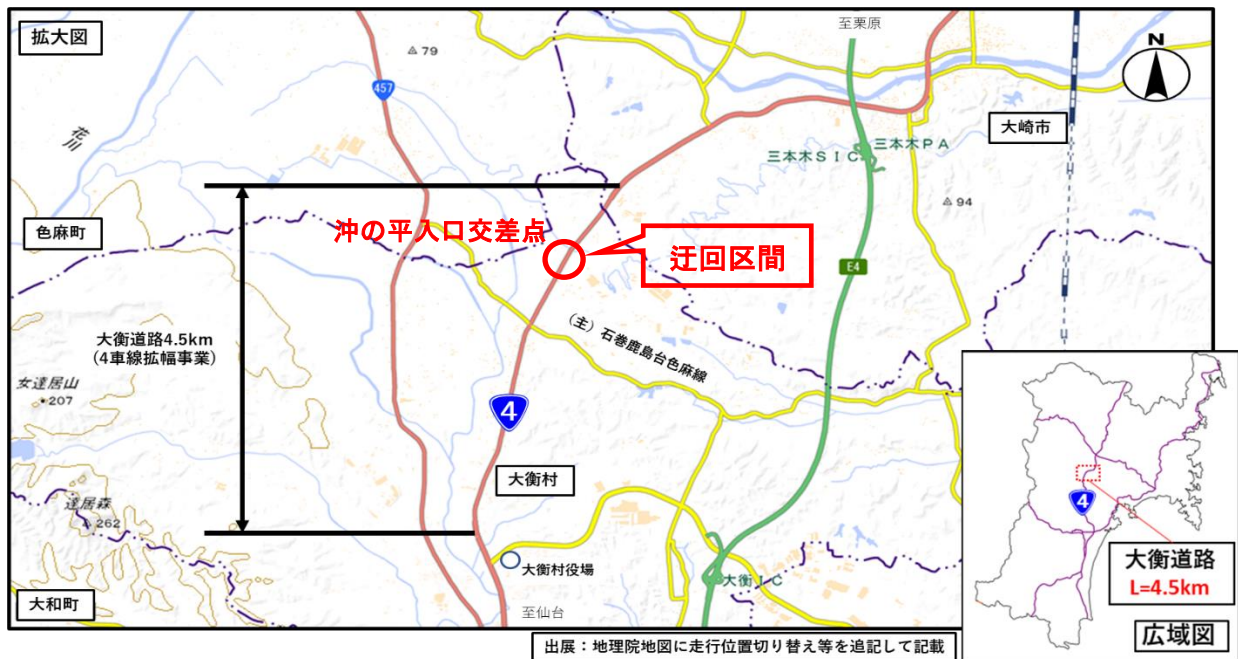 拡大図
至栗原
79
457
N
花川
大崎市
三本木SIC
三本木PA
94
色麻町
沖の平入口交差点
迂回区間
E4
大衡道路4.5km
(4車線拡幅事業)
(主)石巻鹿島台色麻線
女達居山
207
4
大衡村
達居森
262
大衡村役場
大衡IC
大和町
至仙台
4
大衡道路
L=4.5km
広域図
出展:地理院地図に走行位置切り替え等を追記して記載